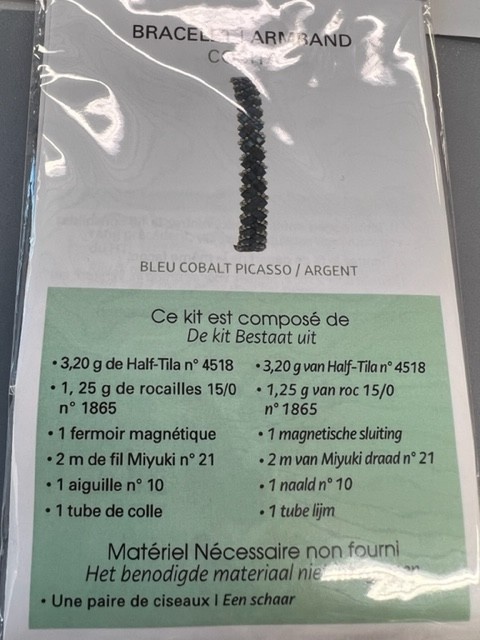 BRACELET | ARMBAND
BLEU COBALT PICASSO / ARGENT
Ce kit est composé de
De kit Bestaat uit
• 3,20 g de Half-Tila n° 4518
• 1, 25 g de rocailles 15/0
n° 1865
• 1 fermoir magnétique
• 2 m de fil Miyuki n° 21
• 1 aiguille n° 10
• 1 tube de colle
• 3,20 g van Half-Tila n° 4518
• 1,25 g van roc 15/0
n° 1865
• 1 magnetische sluiting
• 2 m van Miyuki draad n° 21
• 1 naald n° 10
• 1 tube lijm
Matériel Nécessaire non fourni
Het benodigde materiaal
• Une paire de ciseaux I Een schaar